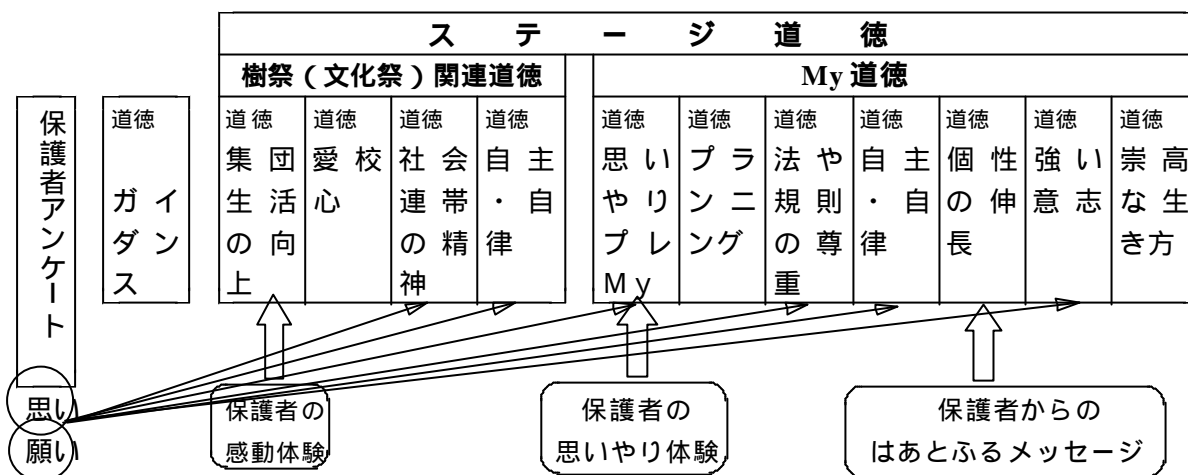 ステージ道徳
樹祭（文化祭）関連道徳
My 道徳
保護者アンケート
思い
願い
道徳
ガイ
ダン
ス
道徳
集団
生活
の向
上
道徳
愛校
心
道徳
社会
連帯
の精
神
道徳
自主
・自
律
道徳
思い
やり
プレ
Ｍｙ
道徳
プラ
ンニ
ング
道徳
法や
規則
の尊
重
道徳
自主
・自
律
道徳
個性
の伸
長
道徳
強い
意志
道徳
崇高
な生
き方
保護者の
感動体験
保護者の
思いやり体験
保護者からの
はあとふるメッセージ